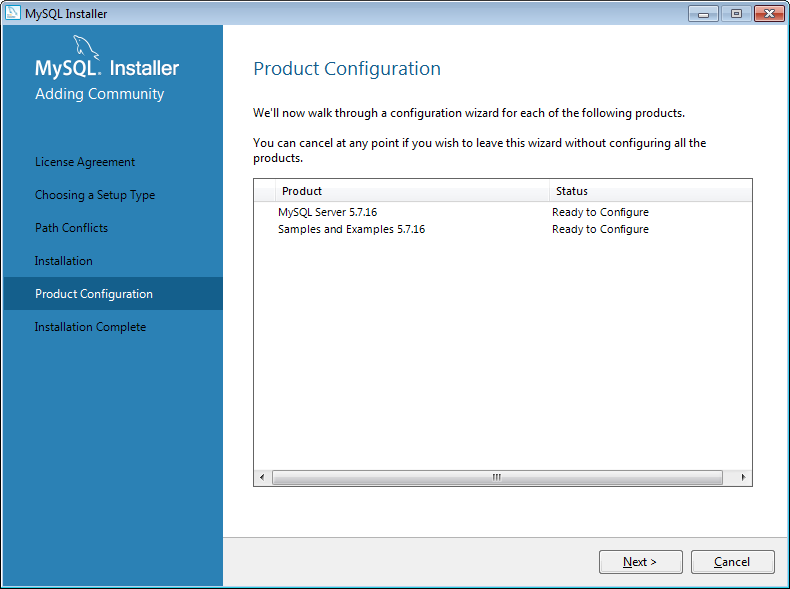 MySQL Installer
MySQL. Installer
Adding Community
License Agreement
Choosing a Setup Type
Path Conflicts
Installation
Product Configuration
Installation Complete
Product Configuration
We'll now walk through a configuration wizard for each of the following products.
You can cancel at any point if you wish to leave this wizard without configuring all the
products.
Product Status
MySQL Server 5.7.16 Ready to Configure
Samples and Examples 5.7.16 Ready to Configure
Next > Cancel